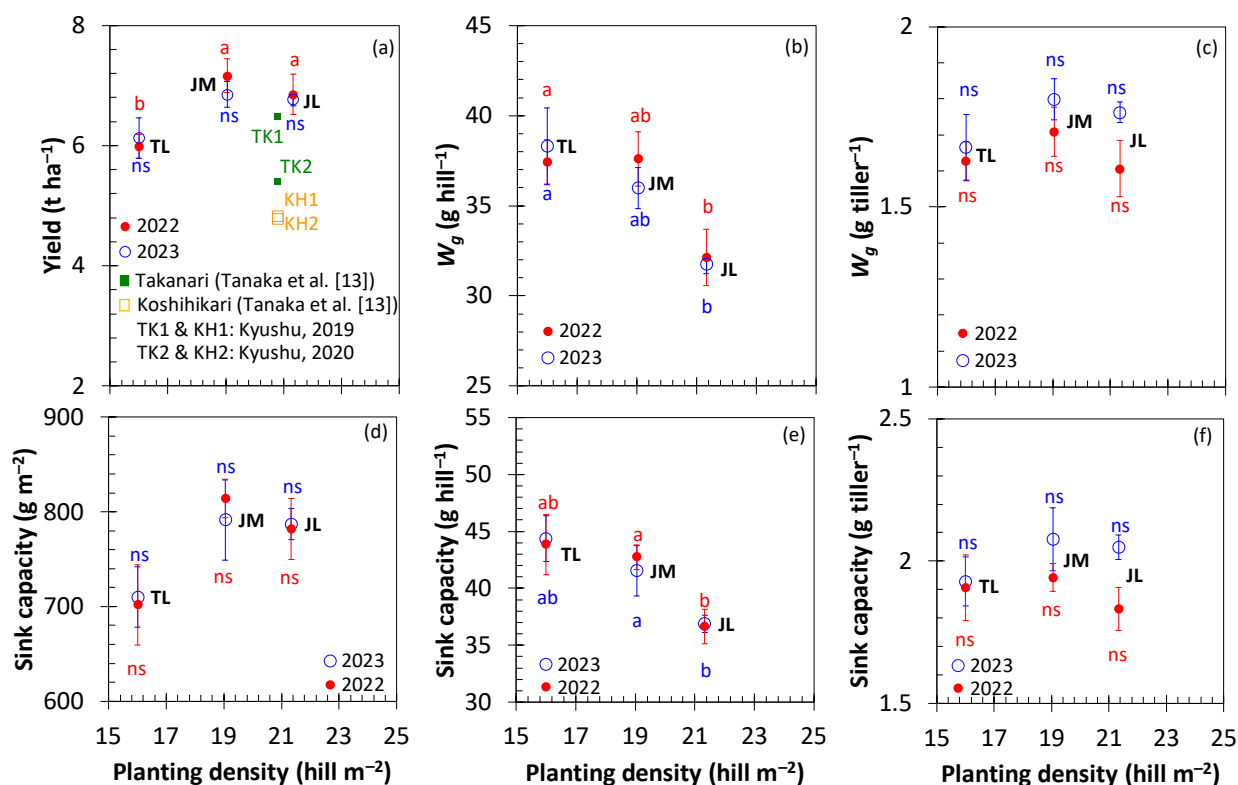 (a)
Yield (t ha⁻¹)
8
6
4
2
b
TL
ns
a
JM
ns
a
JL
ns
TK1
TK2
KH1
KH2
2022
2023
Takanari (Tanaka et al. [13])
Koshihikari (Tanaka et al. [13])
TK1 & KH1: Kyushu, 2019
TK2 & KH2: Kyushu, 2020
(b)
W_g (g hill⁻¹)
45
40
35
30
25
a
TL
a
ab
JM
ab
b
JL
b
2022
2023
(c)
W_g (g tiller⁻¹)
2
1.5
1
ns
TL
ns
ns
JM
ns
ns
JL
ns
2022
2023
(d)
Sink capacity (g m⁻²)
900
800
700
600
ns
TL
ns
ns
JM
ns
ns
JL
ns
2023
2022
15 17 19 21 23 25
Planting density (hill m⁻²)
(e)
Sink capacity (g hill⁻¹)
55
50
45
40
35
30
ab
TL
ab
a
JM
a
b
JL
b
2023
2022
15 17 19 21 23 25
Planting density (hill m⁻²)
(f)
Sink capacity (g tiller⁻¹)
2.5
2
1.5
ns
TL
ns
ns
JM
ns
ns
JL
ns
2023
2022
15 17 19 21 23 25
Planting density (hill m⁻²)